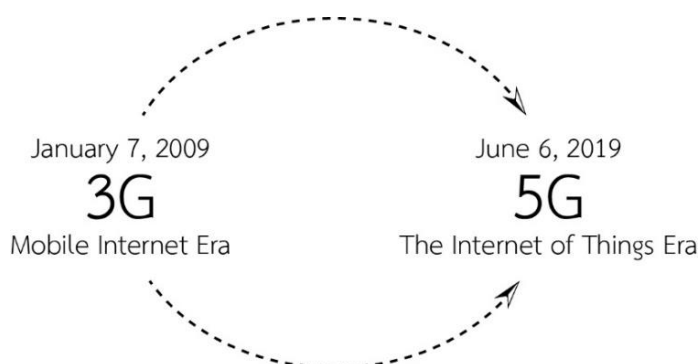 January 7, 2009
3G
Mobile Internet Era
June 6, 2019
5G
The Internet of Things Era